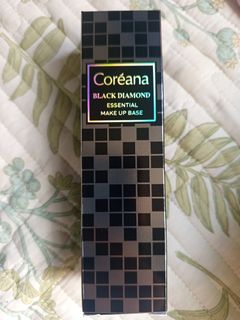 Coréana
BLACK DIAMOND
ESSENTIAL
MAKE UP BASE